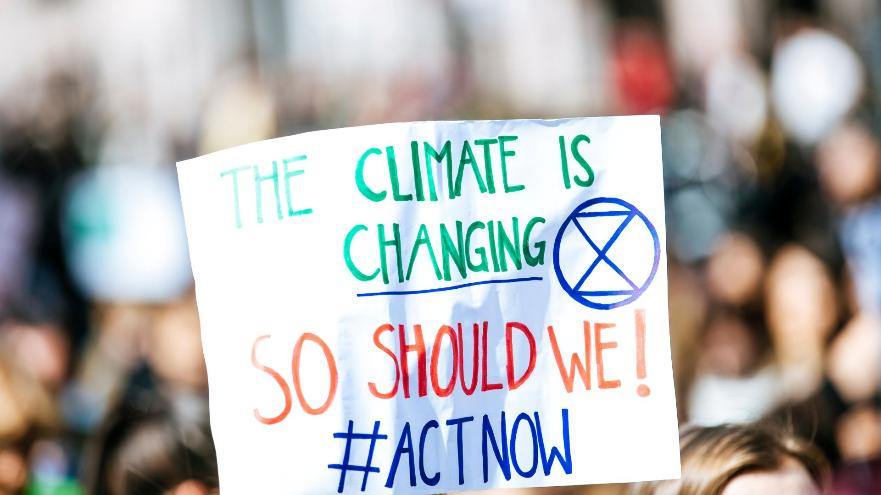 THE CLIMATE IS
CHANGING
SO SHOULD WE!
#ACTNOW